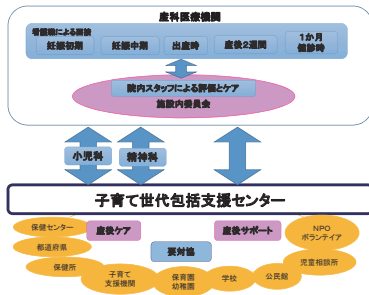 産科医療機関
看護職による面談
妊娠初期
妊娠中期
出産時
産後2週間
1か月
健診時
院内スタッフによる評価とケア
施設内委員会
小児科
精神科
子育て世代包括支援センター
保健センター
産後ケア
産後サポート
NPO
ボランテイア
都道府県
要対協
保健所
児童相談所
子育て
支援機関
保育園
幼稚園
学校
公民館